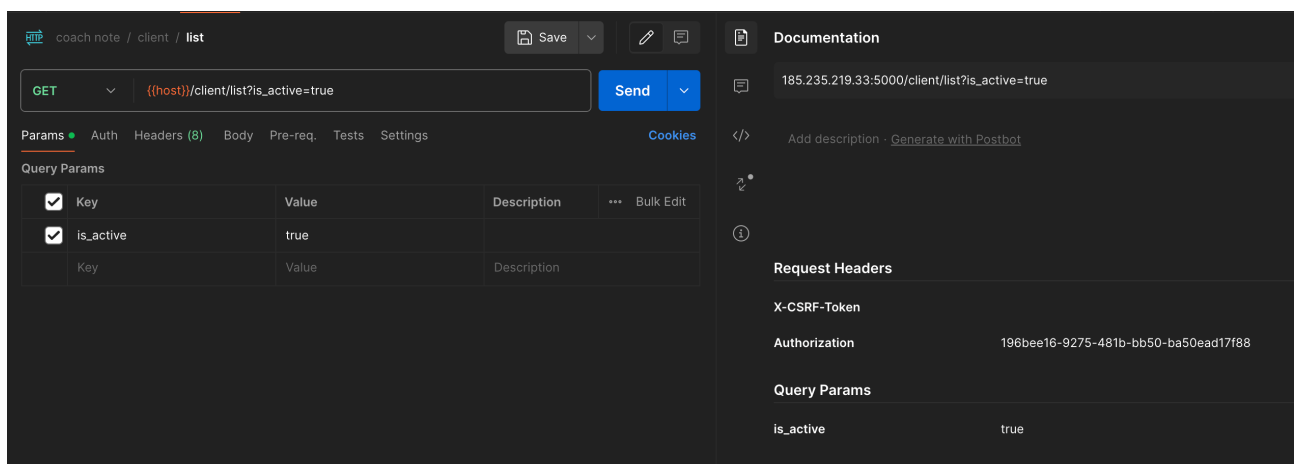 HTTP coach note / client / list Save
GET {{host}}/client/list?is_active=true Send
Params Auth Headers (8) Body Pre-req. Tests Settings Cookies
Query Params
Key Value Description Bulk Edit
is_active true
Key Value Description
Documentation
185.235.219.33:5000/client/list?is_active=true
Add description - Generate with Postbot
Request Headers
X-CSRF-Token
Authorization 196bee16-9275-481b-bb50-ba50ead17f88
Query Params
is_active true